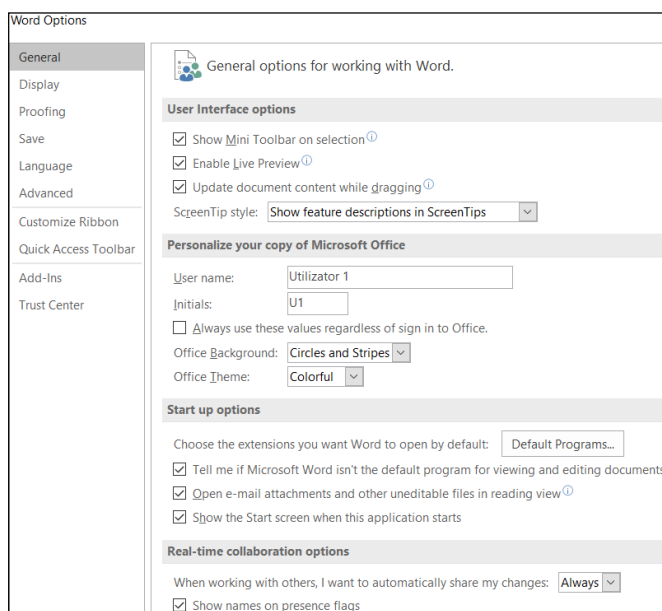 Word Options
General
Display
Proofing
Save
Language
Advanced
Customize Ribbon
Quick Access Toolbar
Add-Ins
Trust Center
General options for working with Word.
User Interface options
Show Mini Toolbar on selection
Enable Live Preview
Update document content while dragging
ScreenTip style: Show feature descriptions in ScreenTips
Personalize your copy of Microsoft Office
User name: Utilizator 1
Initials: U1
Always use these values regardless of sign in to Office.
Office Background: Circles and Stripes
Office Theme: Colorful
Start up options
Choose the extensions you want Word to open by default: Default Programs...
Tell me if Microsoft Word isn't the default program for viewing and editing documents
Open e-mail attachments and other uneditable files in reading view
Show the Start screen when this application starts
Real-time collaboration options
When working with others, I want to automatically share my changes: Always
Show names on presence flags